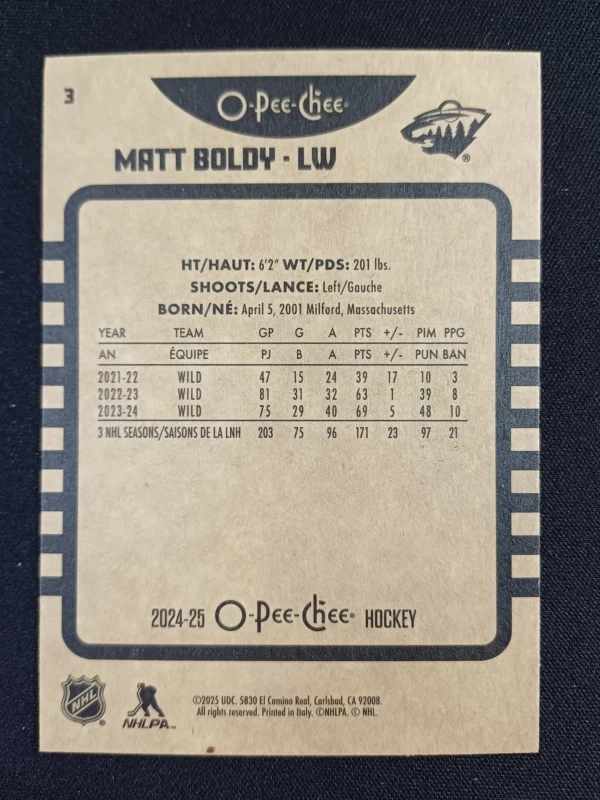 3
O-Pee-Chee®
MATT BOLDY · LW
®
HT/HAUT: 6'2" WT/PDS: 201 lbs.
SHOOTS/LANCE: Left/Gauche
BORN/NÉ: April 5, 2001 Milford, Massachusetts
YEAR TEAM GP G A PTS +/- PIM PPG
AN ÉQUIPE PJ B A PTS +/- PUN BAN
2021-22 WILD 47 15 24 39 17 10 3
2022-23 WILD 81 31 32 63 1 39 8
2023-24 WILD 75 29 40 69 5 48 10
3 NHL SEASONS/SAISONS DE LA LNH 203 75 96 171 23 97 21
2024-25 O-Pee-Chee® HOCKEY
NHL ®
NHLPA™
©2025 UDC. 5830 El Camino Real, Carlsbad, CA 92008.
All rights reserved. Printed in Italy. ©NHLPA. © NHL.